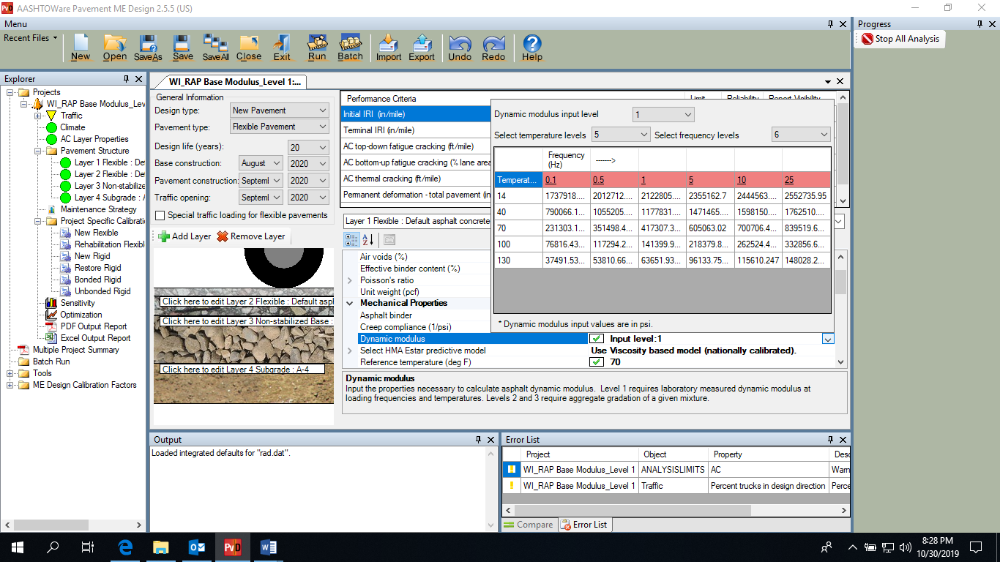 AASHTOWare Pavement ME Design 2.5.5 (US)
Menu
Recent Files
New Open SaveAs Save SaveAll Close Exit Run Batch Import Export Undo Redo Help
Progress
Stop All Analysis
Explorer
Projects
WI_RAP Base Modulus_Lev
Traffic
Climate
AC Layer Properties
Pavement Structure
Layer 1 Flexible : De
Layer 2 Flexible : De
Layer 3 Non-stabilize
Layer 4 Subgrade : A
Maintenance Strategy
Project Specific Calibrati
New Flexible
Rehabilitation Flexibl
New Rigid
Restore Rigid
Bonded Rigid
Unbonded Rigid
Sensitivity
Optimization
PDF Output Report
Excel Output Report
Multiple Project Summary
Batch Run
Tools
ME Design Calibration Factors
WI_RAP Base Modulus_Level 1:...
General Information
Design type: New Pavement
Pavement type: Flexible Pavement
Design life (years): 20
Base construction: August 2020
Pavement construction: Septemł 2020
Traffic opening: Septemł 2020
Special traffic loading for flexible pavements
Add Layer Remove Layer
Click here to edit Layer 2 Flexible : Default asp
Click here to edit Layer 3 Non-stabilized Base :
Click here to edit Layer 4 Subgrade : A-4
Performance Criteria Limit Reliability Report Visibility
Initial IRI (in/mile)
Terminal IRI (in/mile)
AC top-down fatigue cracking (ft/mile)
AC bottom-up fatigue cracking (% lane area
AC thermal cracking (ft/mile)
Permanent deformation - total pavement (in
Layer 1 Flexible : Default asphalt concrete
Air voids (%)
Effective binder content (%)
Poisson's ratio
Unit weight (pcf)
Mechanical Properties
Asphalt binder
Creep compliance (1/psi)
Dynamic modulus Input level:1
Select HMA Estar predictive model Use Viscosity based model (nationally calibrated).
Reference temperature (deg F) 70
Dynamic modulus
Input the properties necessary to calculate asphalt dynamic modulus. Level 1 requires laboratory measured dynamic modulus at
loading frequencies and temperatures. Levels 2 and 3 require aggregate gradation of a given mixture.
Dynamic modulus input level 1
Select temperature levels 5 Select frequency levels 6
Frequency (Hz) ------->
Temperat... 0.1 0.5 1 5 10 25
14 1737918.... 2012712.... 2122805.... 2355162.7 2444563.... 2552735.95
40 790066.1... 1055205.... 1177831.... 1471465.... 1598150.... 1762510....
70 231303.1... 351498.4... 417307.3... 605063.02 700706.4... 839519.6...
100 76816.43... 117294.2... 141399.9... 218379.8... 262524.4... 332856.6...
130 37491.53... 53810.66... 63651.93... 96133.75... 115610.247 148028.2...
* Dynamic modulus input values are in psi.
Output
Loaded integrated defaults for "rad.dat".
Error List
Project Object Property Desc
WI_RAP Base Modulus_Level 1 ANALYSISLIMITS AC Warn
WI_RAP Base Modulus_Level 1 Traffic Percent trucks in design direction Perce
Compare Error List
8:28 PM
10/30/2019